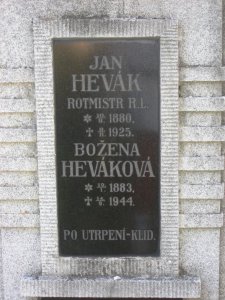 JAN
HEVÁK
ROTMISTR R.L.
* 1880,
† 1925.
BOŽENA
HEVÁKOVÁ
* 1883,
† 1944.
PO UTRPENÍ-KLID.